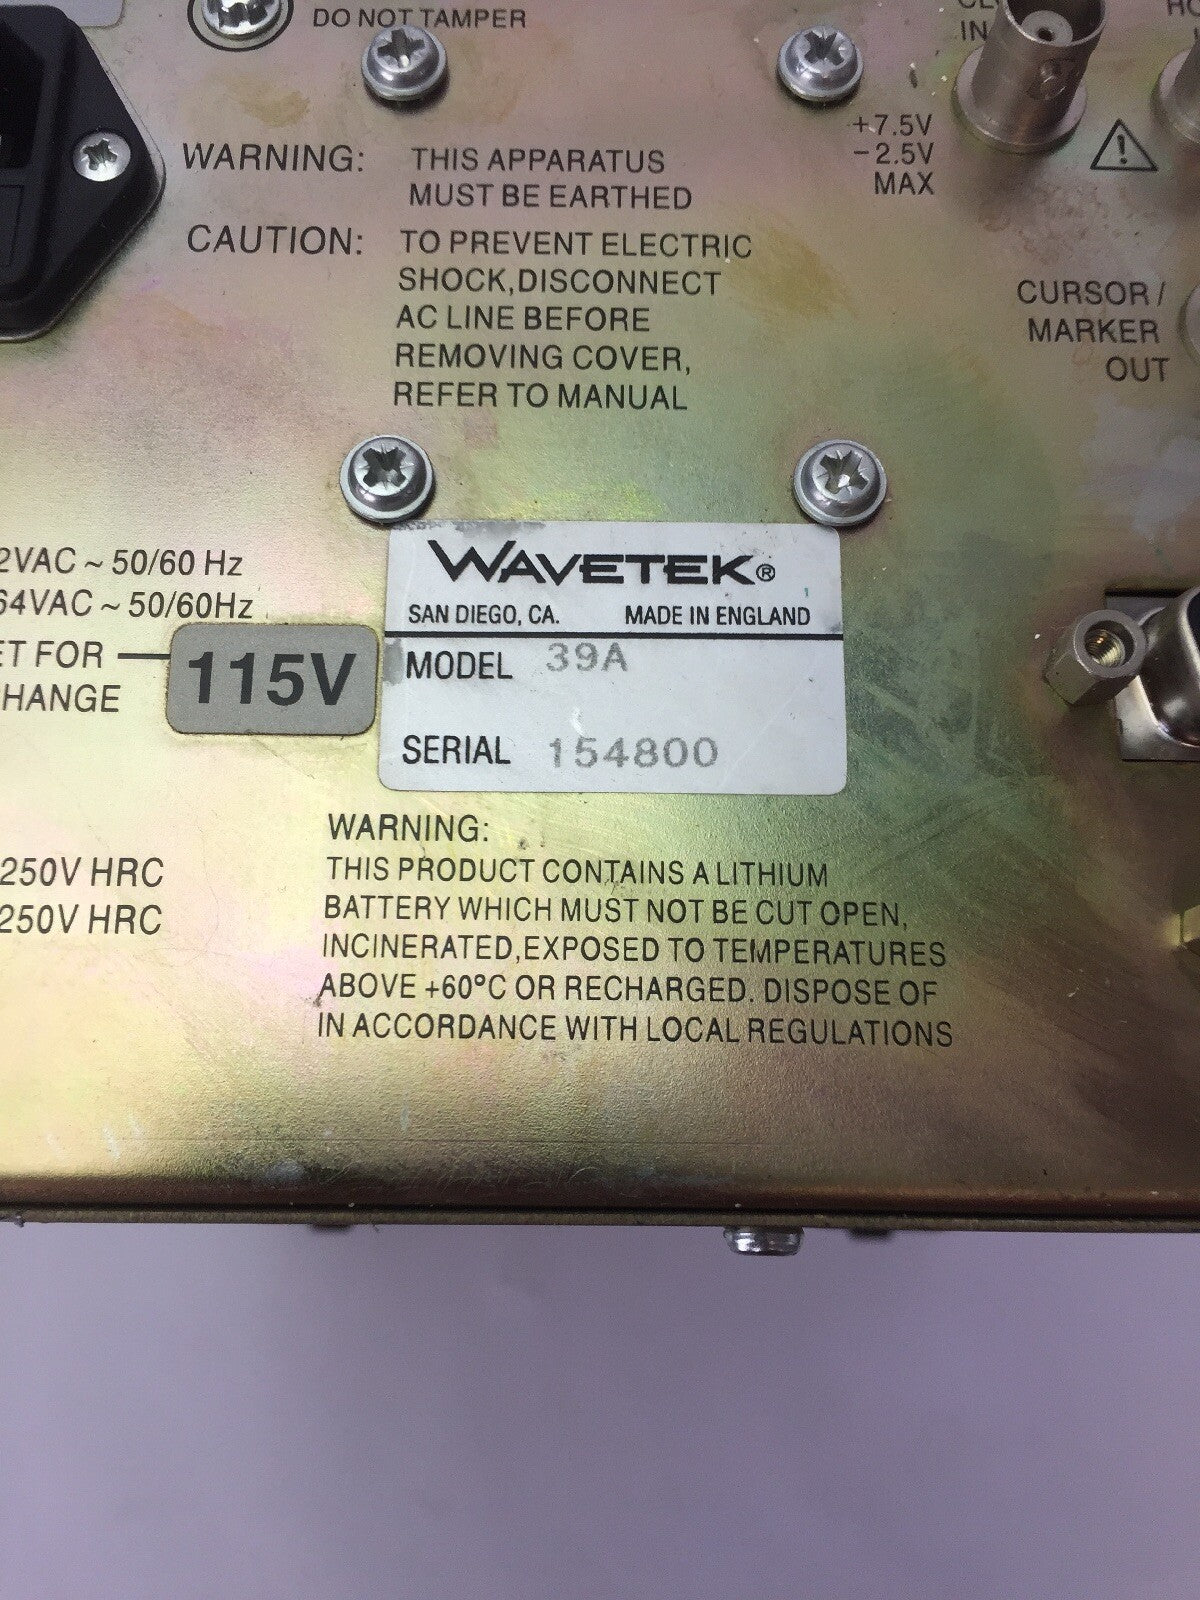 DO NOT TAMPER
IN
+7.5V
-2.5V
MAX
WARNING: THIS APPARATUS
MUST BE EARTHED
CAUTION: TO PREVENT ELECTRIC
SHOCK,DISCONNECT
AC LINE BEFORE
REMOVING COVER,
REFER TO MANUAL
CURSOR/
MARKER
OUT
2VAC ~ 50/60 Hz
64VAC ~ 50/60Hz
FOR
115V
WAVETEK®
SAN DIEGO, CA. MADE IN ENGLAND
MODEL 39A
SERIAL 154800
250V HRC
250V HRC
WARNING:
THIS PRODUCT CONTAINS A LITHIUM
BATTERY WHICH MUST NOT BE CUT OPEN,
INCINERATED,EXPOSED TO TEMPERATURES
ABOVE +60°C OR RECHARGED. DISPOSE OF
IN ACCORDANCE WITH LOCAL REGULATIONS